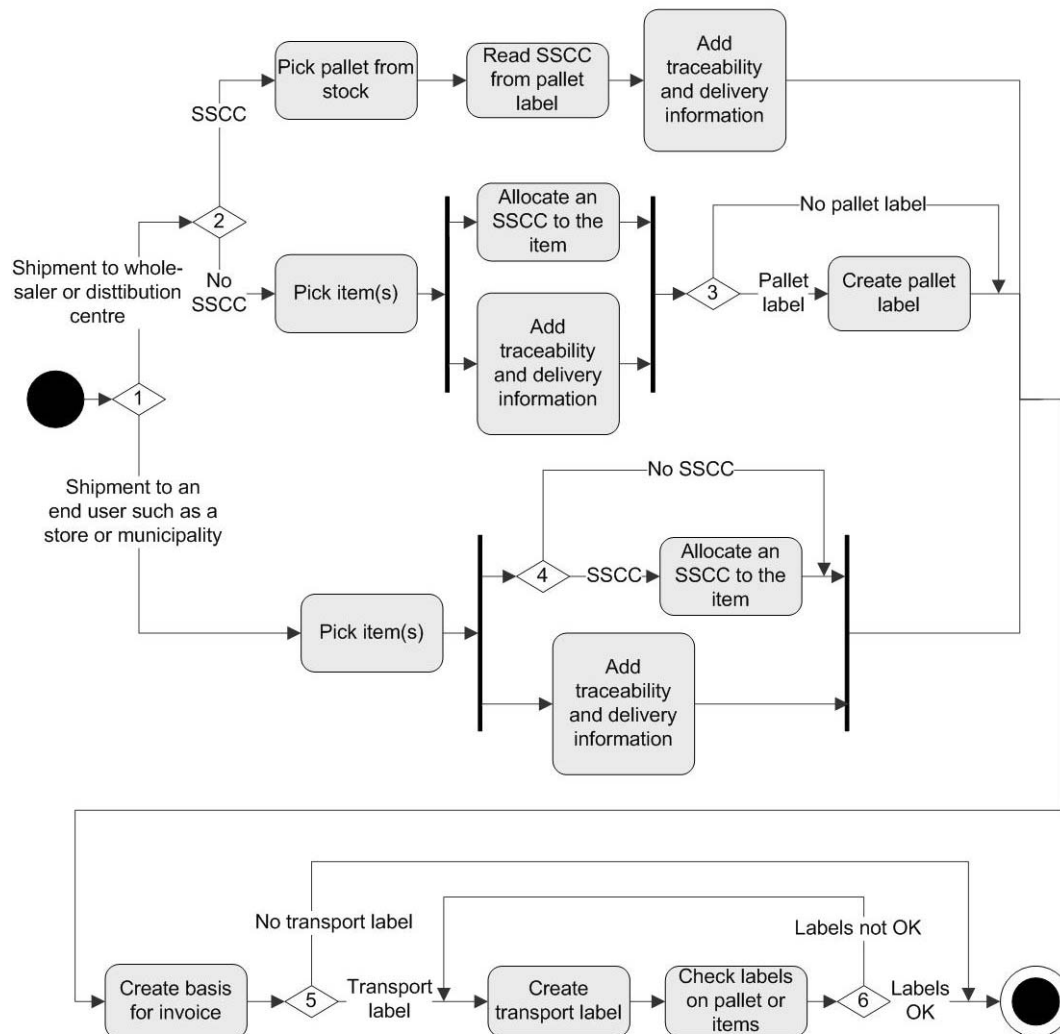 Pick pallet from
stock
Read SSCC
from pallet
label
Add
traceability
and delivery
information
SSCC
2
No
SSCC
Shipment to whole-
saler or disttibution
centre
Pick item(s)
Allocate an
SSCC to the
item
Add
traceability
and delivery
information
3
No pallet label
Pallet
label
Create pallet
label
1
Shipment to an
end user such as a
store or municipality
Pick item(s)
No SSCC
4
SSCC
Allocate an
SSCC to the
item
Add
traceability
and delivery
information
Create basis
for invoice
5
No transport label
Transport
label
Create
transport label
Check labels
on pallet or
items
6
Labels not OK
Labels
OK